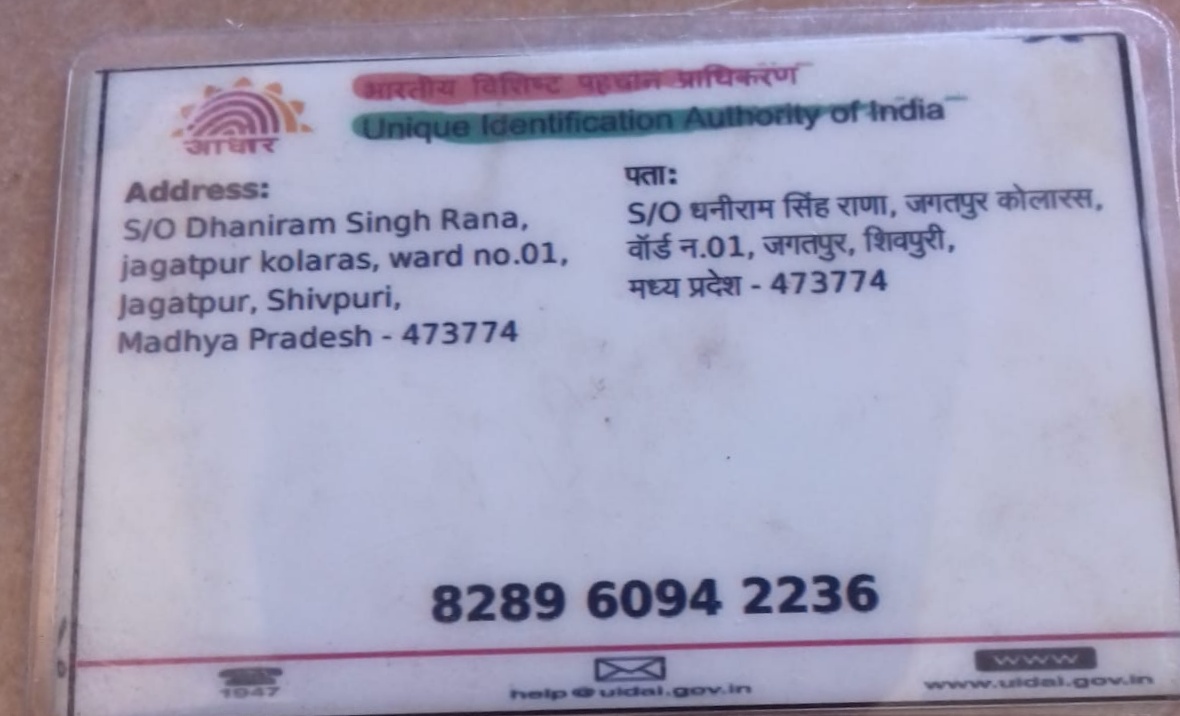 भारतीय विशिष्ट पहचान प्राधिकरण
Unique Identification Authority of India
आधार
Address:
S/O Dhaniram Singh Rana,
jagatpur kolaras, ward no.01,
Jagatpur, Shivpuri,
Madhya Pradesh - 473774
पता:
S/O धनीराम सिंह राणा, जगतपुर कोलारस,
वॉर्ड न.01, जगतपुर, शिवपुरी,
मध्य प्रदेश - 473774
8289 6094 2236
1947
help@uidai.gov.in
WWW
www.uidai.gov.in